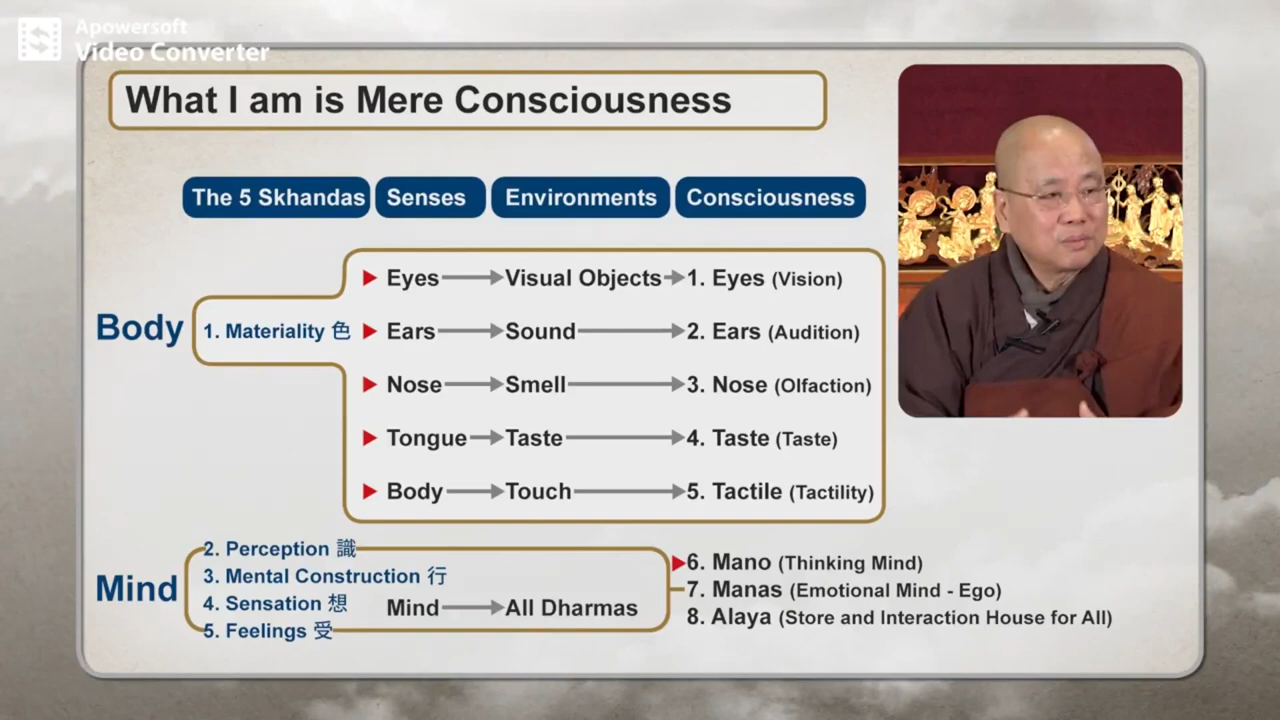 Apowersoft
Video Converter
What I am is Mere Consciousness
The 5 Skhandas Senses Environments Consciousness
Body
1. Materiality 色
Eyes Visual Objects 1. Eyes (Vision)
Ears Sound 2. Ears (Audition)
Nose Smell 3. Nose (Olfaction)
Tongue Taste 4. Taste (Taste)
Body Touch 5. Tactile (Tactility)
Mind
2. Perception 識
3. Mental Construction 行
4. Sensation 想
5. Feelings 受
Mind All Dharmas
6. Mano (Thinking Mind)
7. Manas (Emotional Mind - Ego)
8. Alaya (Store and Interaction House for All)